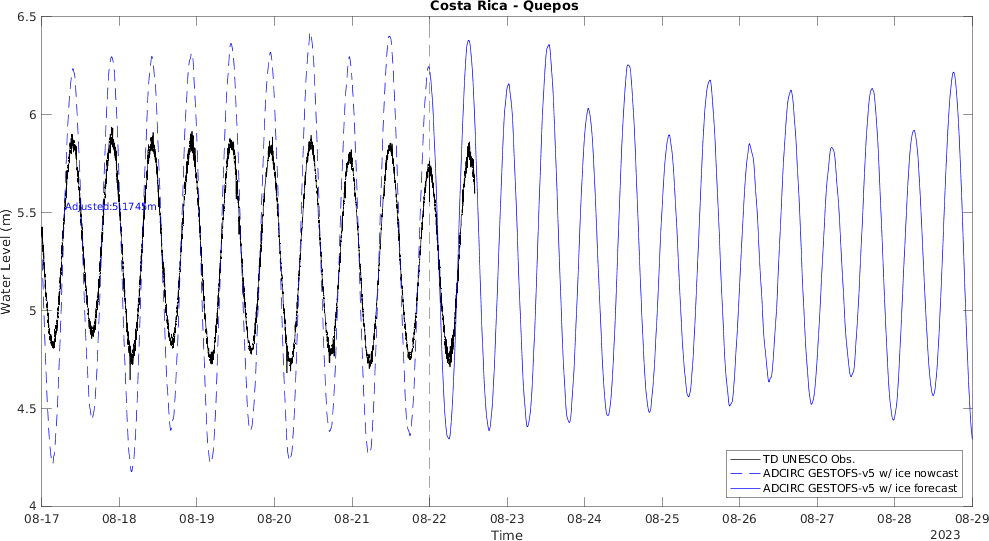 Costa Rica - Quepos
6.5
6
5.5
5
4.5
4
Water Level (m)
Adjusted:5.1745m
08-17 08-18 08-19 08-20 08-21 08-22 08-23 08-24 08-25 08-26 08-27 08-28 08-29
Time
2023
TD UNESCO Obs.
ADCIRC GESTOFS-v5 w/ ice nowcast
ADCIRC GESTOFS-v5 w/ ice forecast